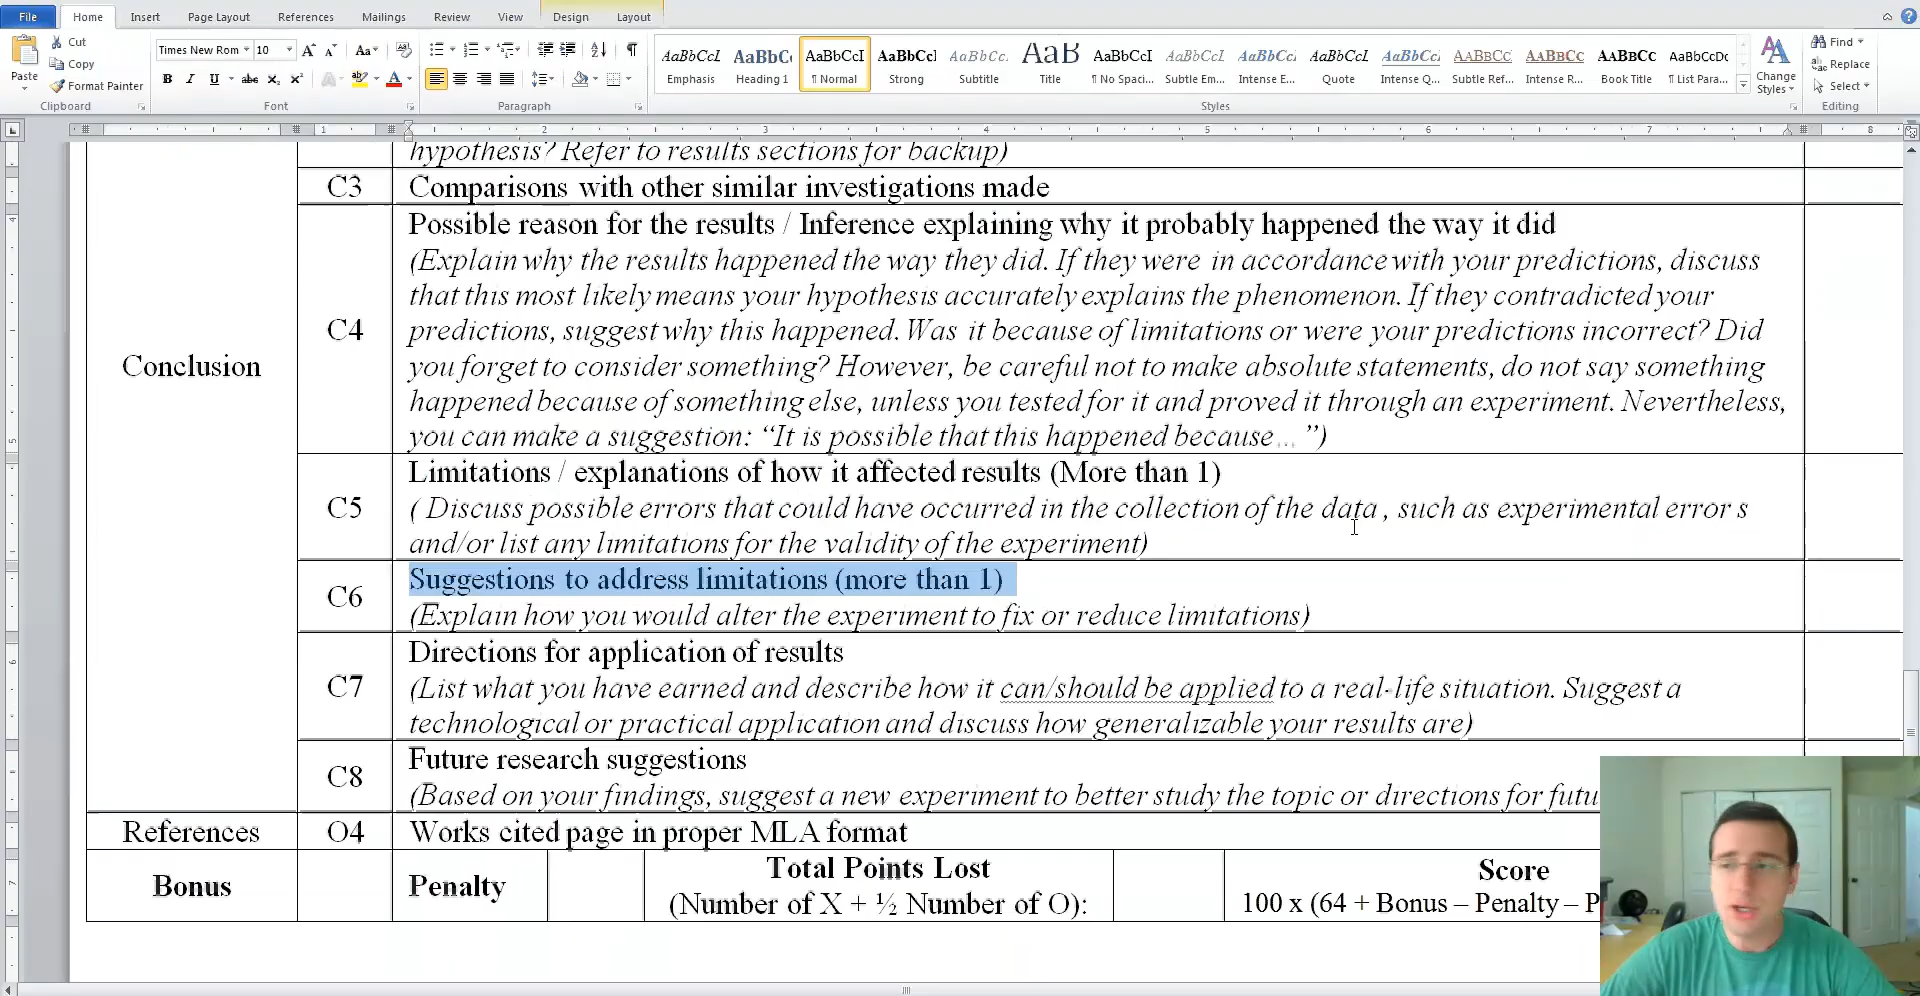 File Home Insert Page Layout References Mailings Review View Design Layout
Cut
Copy
Format Painter
Paste
Times New Rom 10
Clipboard Font Paragraph Styles Editing
AaBbCcL AaBbC AaBbCcI AaBbCcl AaBbCc. AaB AaBbCcI AaBbCcL AaBbCcL AaBbCcL AaBbCcL AaBbCc AaBbCc AaBbCc AaBbCcDc
Emphasis Heading 1 ¶ Normal Strong Subtitle Title ¶ No Spaci... Subtle Em... Intense E... Quote Intense Q... Subtle Ref... Intense R... Book Title ¶ List Para...
Change Styles
Find
Replace
Select
1 2 3 4 5 6 7 8
hypothesis? Refer to results sections for backup)
C3 Comparisons with other similar investigations made
Conclusion
C4
Possible reason for the results / Inference explaining why it probably happened the way it did
(Explain why the results happened the way they did. If they were in accordance with your predictions, discuss
that this most likely means your hypothesis accurately explains the phenomenon. If they contradicted your
predictions, suggest why this happened. Was it because of limitations or were your predictions incorrect? Did
you forget to consider something? However, be careful not to make absolute statements, do not say something
happened because of something else, unless you tested for it and proved it through an experiment. Nevertheless,
you can make a suggestion: “It is possible that this happened because... ”)
C5
Limitations / explanations of how it affected results (More than 1)
( Discuss possible errors that could have occurred in the collection of the data , such as experimental error s
and/or list any limitations for the validity of the experiment)
C6
Suggestions to address limitations (more than 1)
(Explain how you would alter the experiment to fix or reduce limitations)
C7
Directions for application of results
(List what you have earned and describe how it can/should be applied to a real-life situation. Suggest a
technological or practical application and discuss how generalizable your results are)
C8
Future research suggestions
(Based on your findings, suggest a new experiment to better study the topic or directions for futu
References O4 Works cited page in proper MLA format
Bonus Penalty
Total Points Lost
(Number of X + ½ Number of O):
Score
100 x (64 + Bonus – Penalty – P